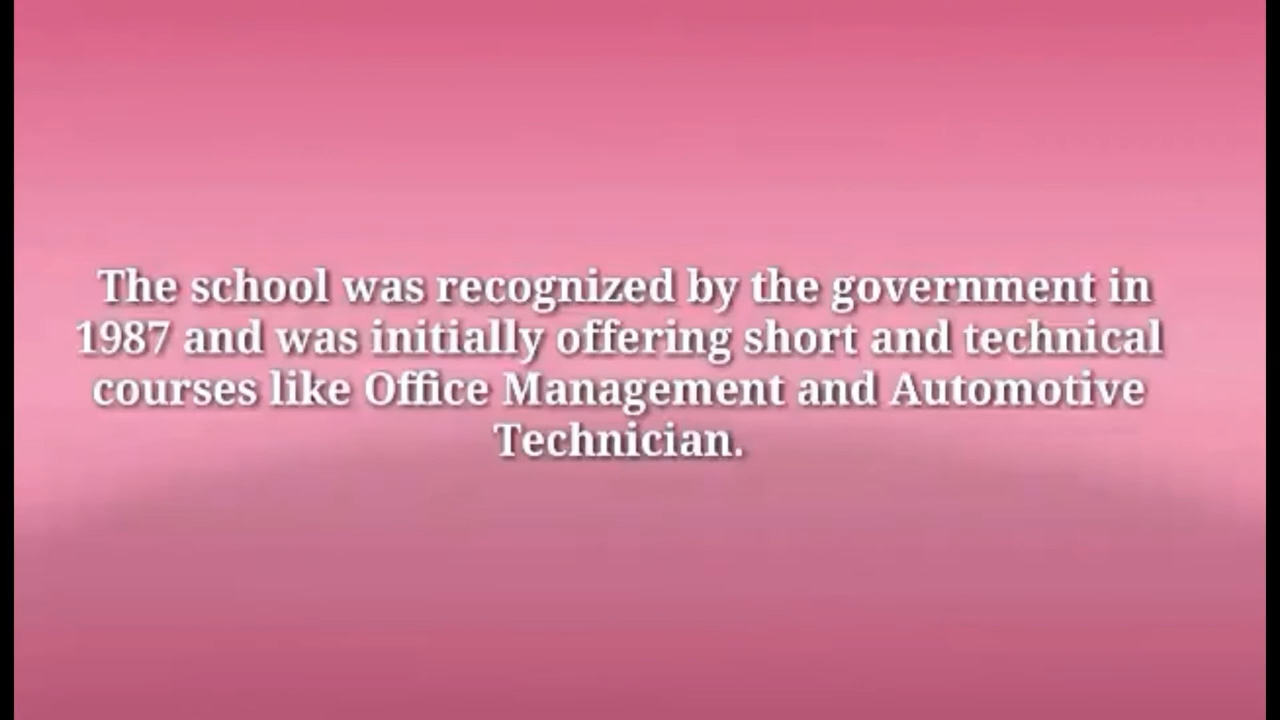 The school was recognized by the government in
1987 and was initially offering short and technical
courses like Office Management and Automotive
Technician.